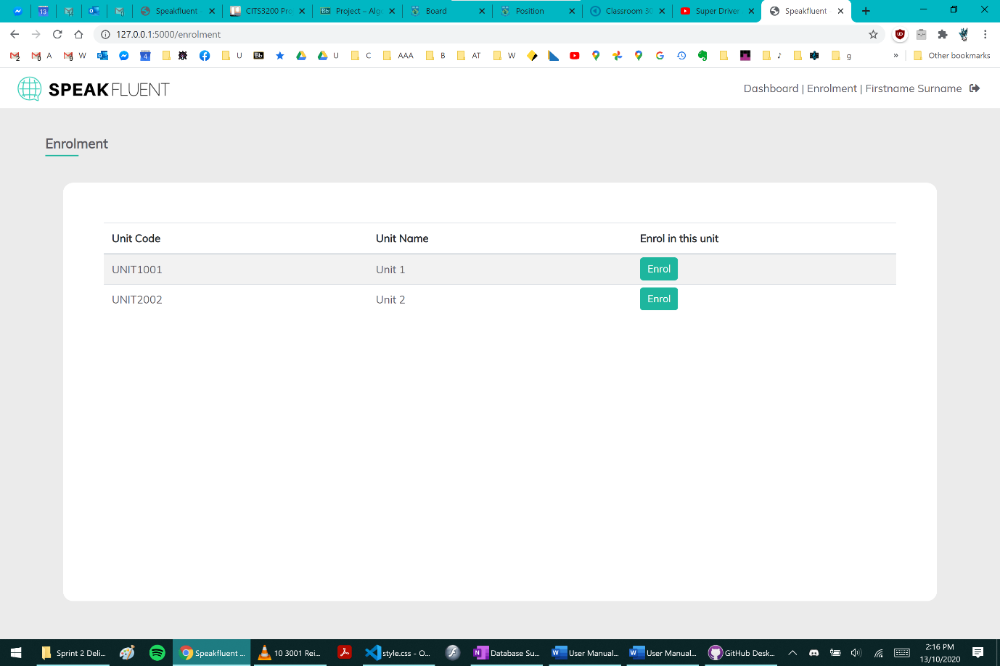 Speakfluent
CITS3200 Pro
Project – Alg
Board
Position
Classroom 30
Super Driver
Speakfluent
127.0.0.1:5000/enrolment
A
W
U
U
C
AAA
B
AT
W
g
»
Other bookmarks
SPEAKFLUENT
Dashboard | Enrolment | Firstname Surname
Enrolment
Unit Code Unit Name Enrol in this unit
UNIT1001 Unit 1 Enrol
UNIT2002 Unit 2 Enrol
Sprint 2 Deli...
Speakfluent ...
10 3001 Rei...
style.css - O...
Database Su...
User Manual...
User Manual...
GitHub Desk...
2:16 PM
13/10/2020